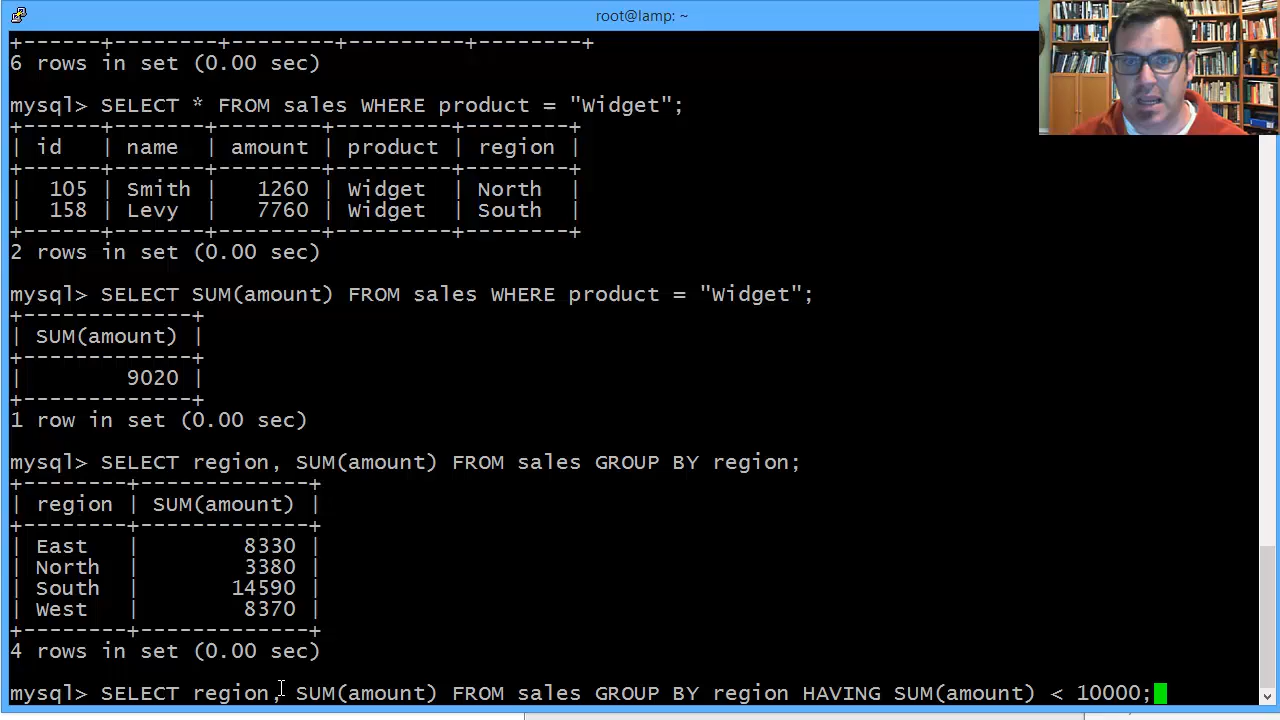 root@lamp: ~
+------+--------+--------+----------+--------+
6 rows in set (0.00 sec)
mysql> SELECT * FROM sales WHERE product = "Widget";
+------+-------+--------+---------+--------+
| id   | name  | amount | product | region |
+------+-------+--------+---------+--------+
|  105 | Smith |   1260 | Widget  | North  |
|  158 | Levy  |   7760 | Widget  | South  |
+------+-------+--------+---------+--------+
2 rows in set (0.00 sec)
mysql> SELECT SUM(amount) FROM sales WHERE product = "Widget";
+-------------+
| SUM(amount) |
+-------------+
|        9020 |
+-------------+
1 row in set (0.00 sec)
mysql> SELECT region, SUM(amount) FROM sales GROUP BY region;
+--------+-------------+
| region | SUM(amount) |
+--------+-------------+
| East   |        8330 |
| North  |        3380 |
| South  |       14590 |
| West   |        8370 |
+--------+-------------+
4 rows in set (0.00 sec)
mysql> SELECT region, SUM(amount) FROM sales GROUP BY region HAVING SUM(amount) < 10000;